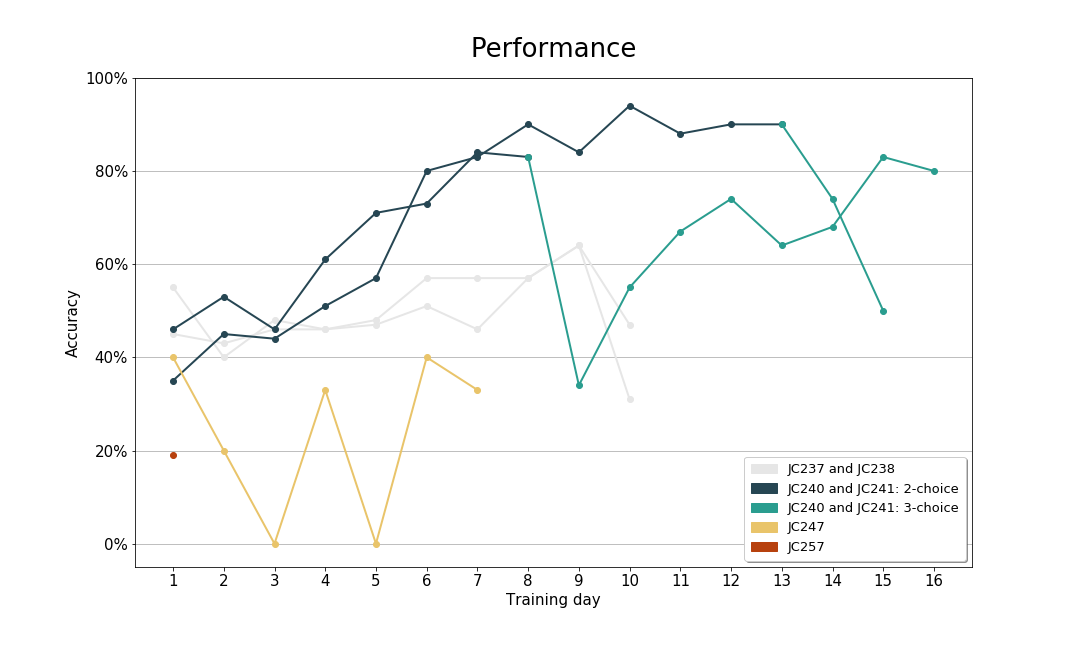 Performance
100%
80%
60%
40%
20%
0%
Accuracy
JC237 and JC238
JC240 and JC241: 2-choice
JC240 and JC241: 3-choice
JC247
JC257
1 2 3 4 5 6 7 8 9 10 11 12 13 14 15 16
Training day